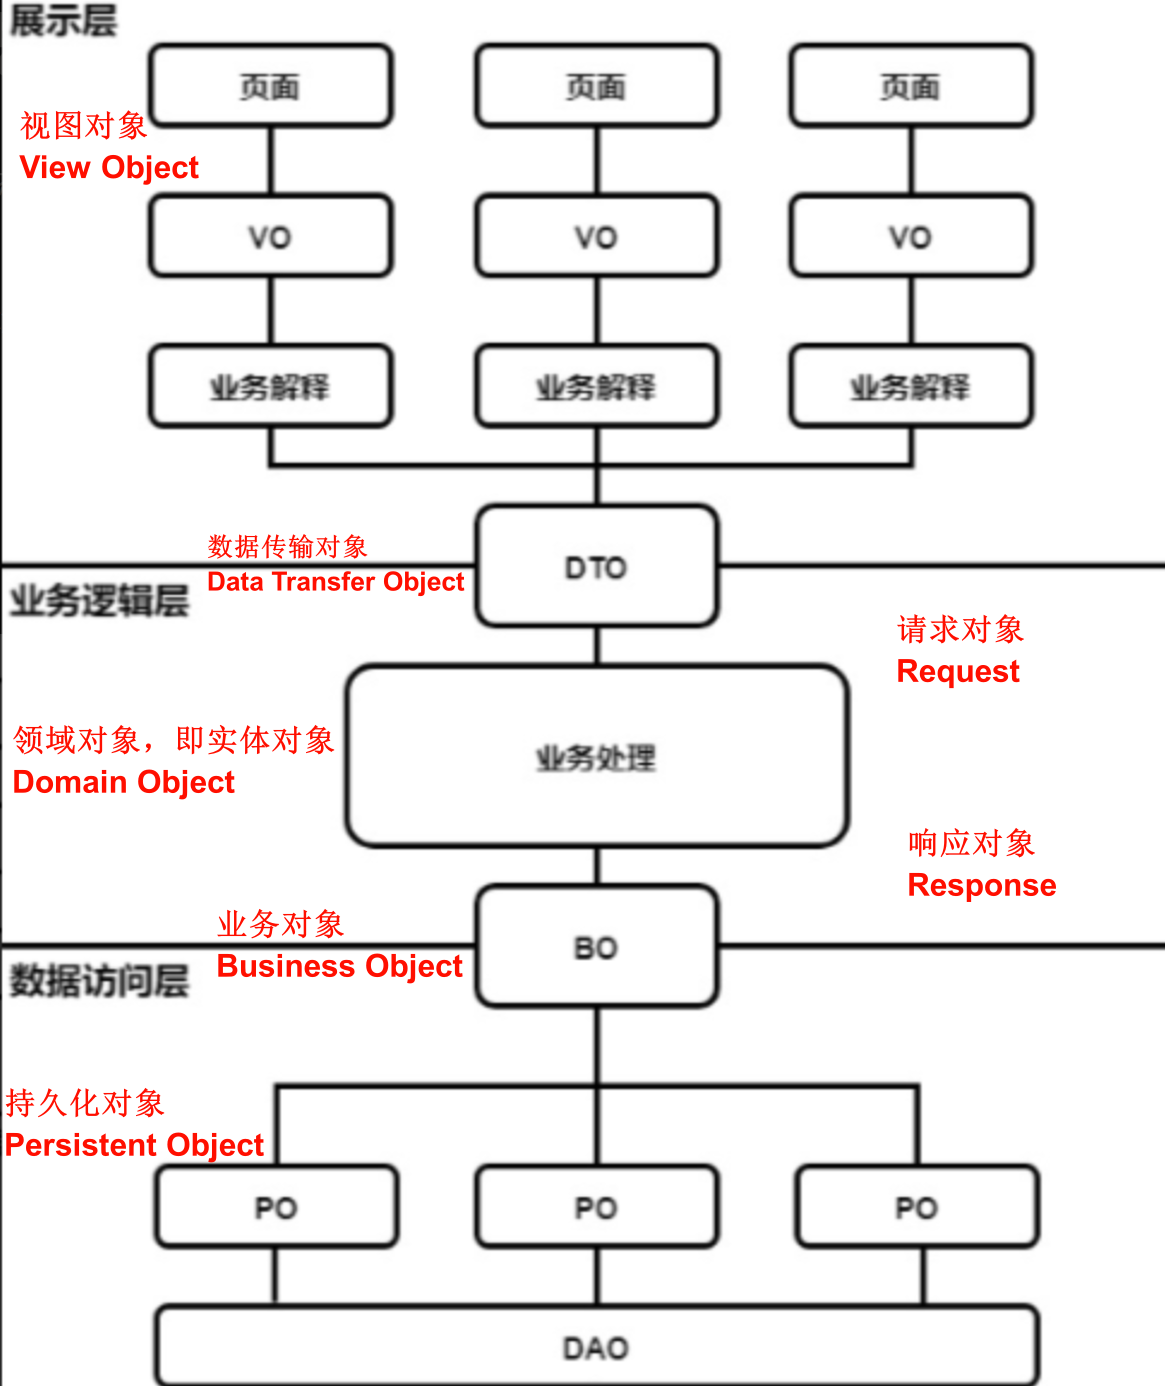 展示层
页面
页面
页面
视图对象
View Object
VO
VO
VO
业务解释
业务解释
业务解释
数据传输对象
Data Transfer Object
DTO
业务逻辑层
请求对象
Request
领域对象，即实体对象
Domain Object
业务处理
响应对象
Response
业务对象
Business Object
BO
数据访问层
持久化对象
Persistent Object
PO
PO
PO
DAO